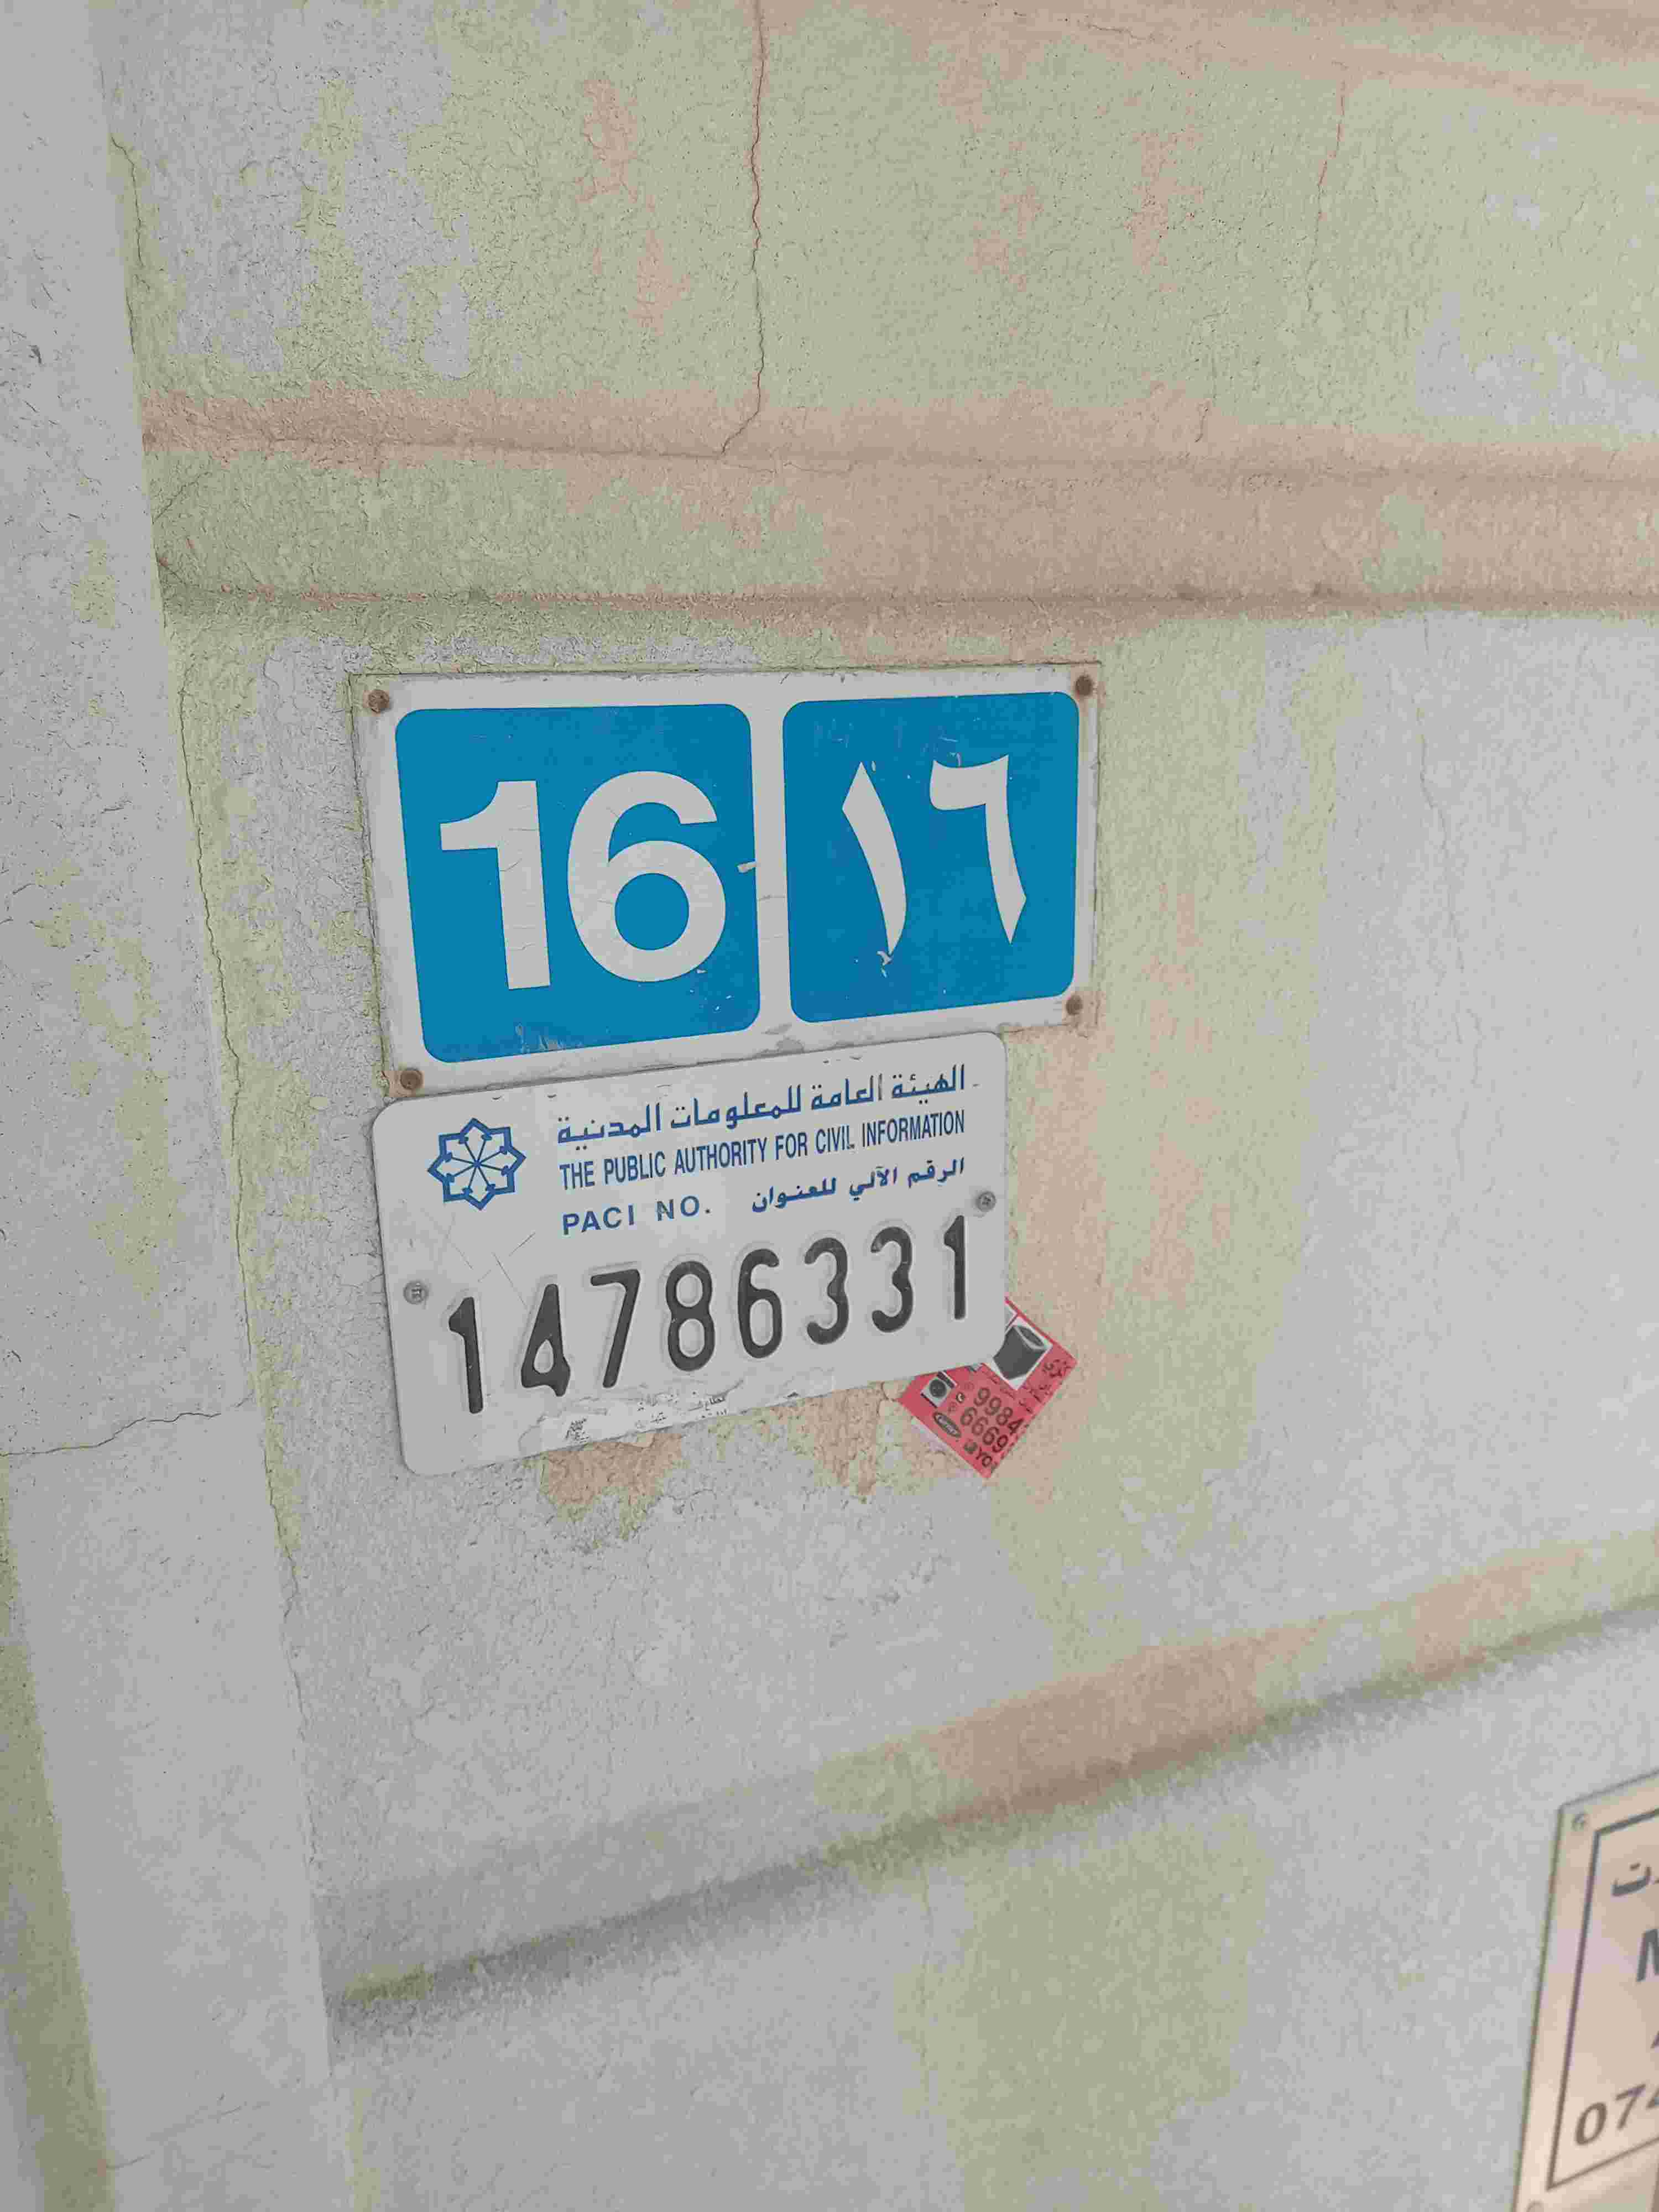 16 ١٦
الهيئة العامة للمعلومات المدنية
THE PUBLIC AUTHORITY FOR CIVIL INFORMATION
PACI NO. الرقم الآلي للعنوان
14786331
9984
6669
074